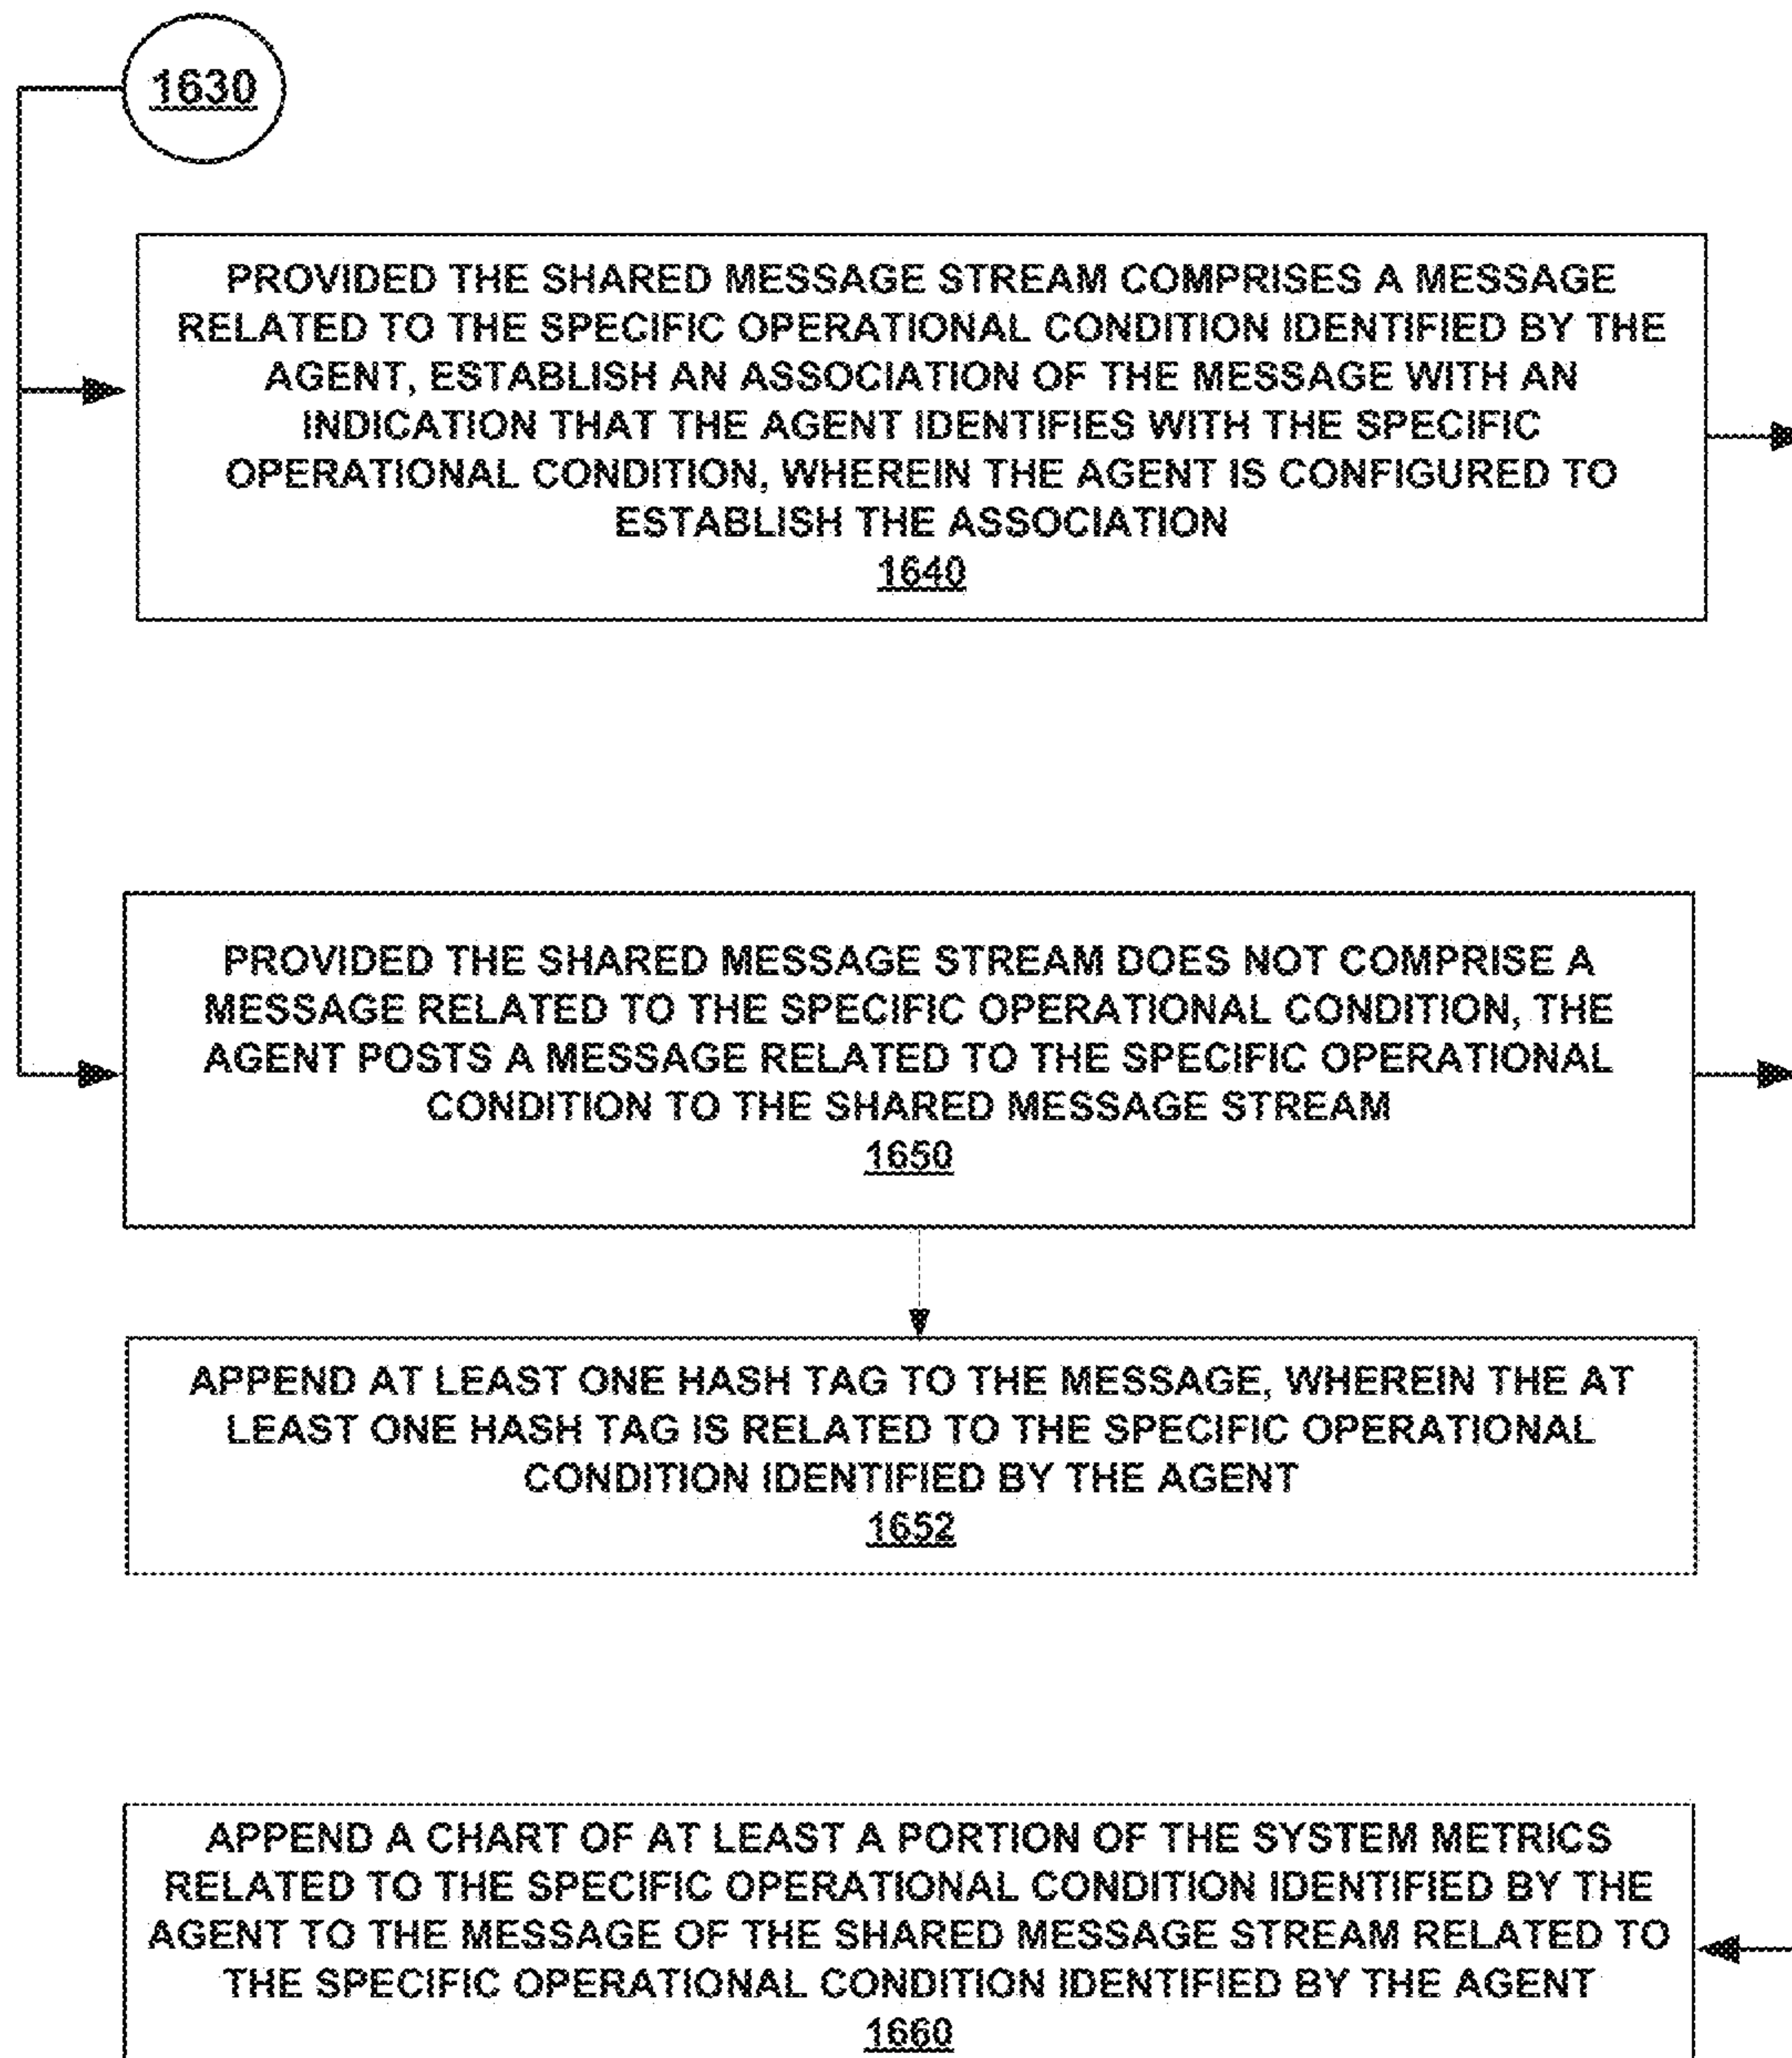 1630
PROVIDED THE SHARED MESSAGE STREAM COMPRISES A MESSAGE
RELATED TO THE SPECIFIC OPERATIONAL CONDITION IDENTIFIED BY THE
AGENT, ESTABLISH AN ASSOCIATION OF THE MESSAGE WITH AN
INDICATION THAT THE AGENT IDENTIFIES WITH THE SPECIFIC
OPERATIONAL CONDITION, WHEREIN THE AGENT IS CONFIGURED TO
ESTABLISH THE ASSOCIATION
1640
PROVIDED THE SHARED MESSAGE STREAM DOES NOT COMPRISE A
MESSAGE RELATED TO THE SPECIFIC OPERATIONAL CONDITION, THE
AGENT POSTS A MESSAGE RELATED TO THE SPECIFIC OPERATIONAL
CONDITION TO THE SHARED MESSAGE STREAM
1650
APPEND AT LEAST ONE HASH TAG TO THE MESSAGE, WHEREIN THE AT
LEAST ONE HASH TAG IS RELATED TO THE SPECIFIC OPERATIONAL
CONDITION IDENTIFIED BY THE AGENT
1652
APPEND A CHART OF AT LEAST A PORTION OF THE SYSTEM METRICS
RELATED TO THE SPECIFIC OPERATIONAL CONDITION IDENTIFIED BY THE
AGENT TO THE MESSAGE OF THE SHARED MESSAGE STREAM RELATED TO
THE SPECIFIC OPERATIONAL CONDITION IDENTIFIED BY THE AGENT
1660